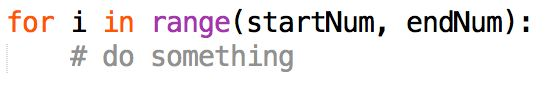 for i in range(startNum, endNum):
    # do something